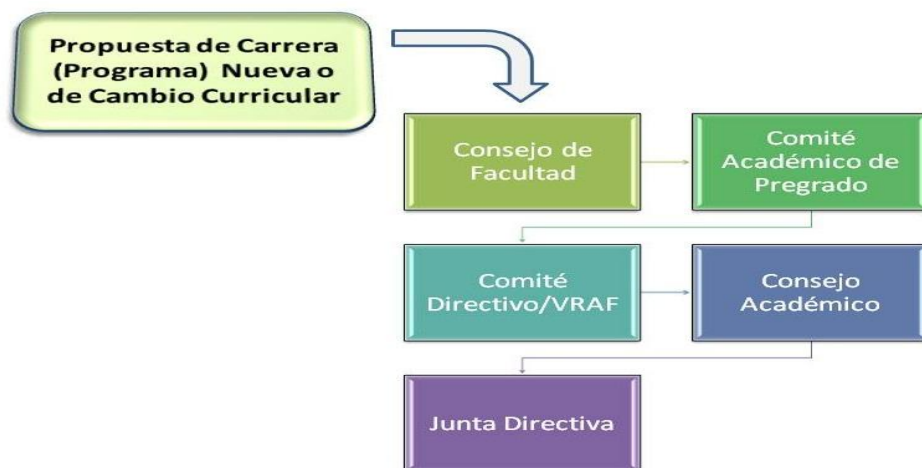 Propuesta de Carrera
(Programa) Nueva o
de Cambio Curricular
Consejo de
Facultad
Comité
Académico de
Pregrado
Comité
Directivo/VRAF
Consejo
Académico
Junta Directiva